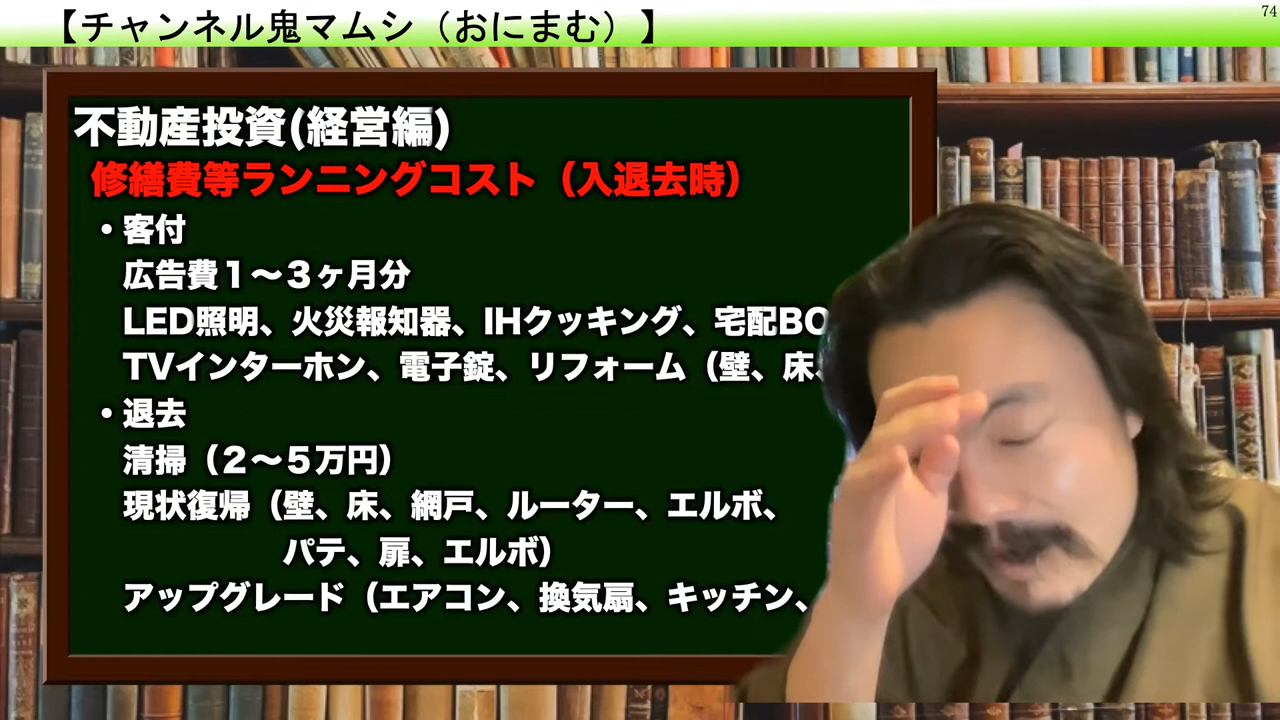 【チャンネル鬼マムシ（おにまむ）】
74
不動産投資(経営編)
修繕費等ランニングコスト（入退去時）
・客付
広告費１～３ヶ月分
LED照明、火災報知器、IHクッキング、宅配BO
TVインターホン、電子錠、リフォーム（壁、床、
・退去
清掃（２～５万円）
現状復帰（壁、床、網戸、ルーター、エルボ、
パテ、扉、エルボ）
アップグレード（エアコン、換気扇、キッチン、